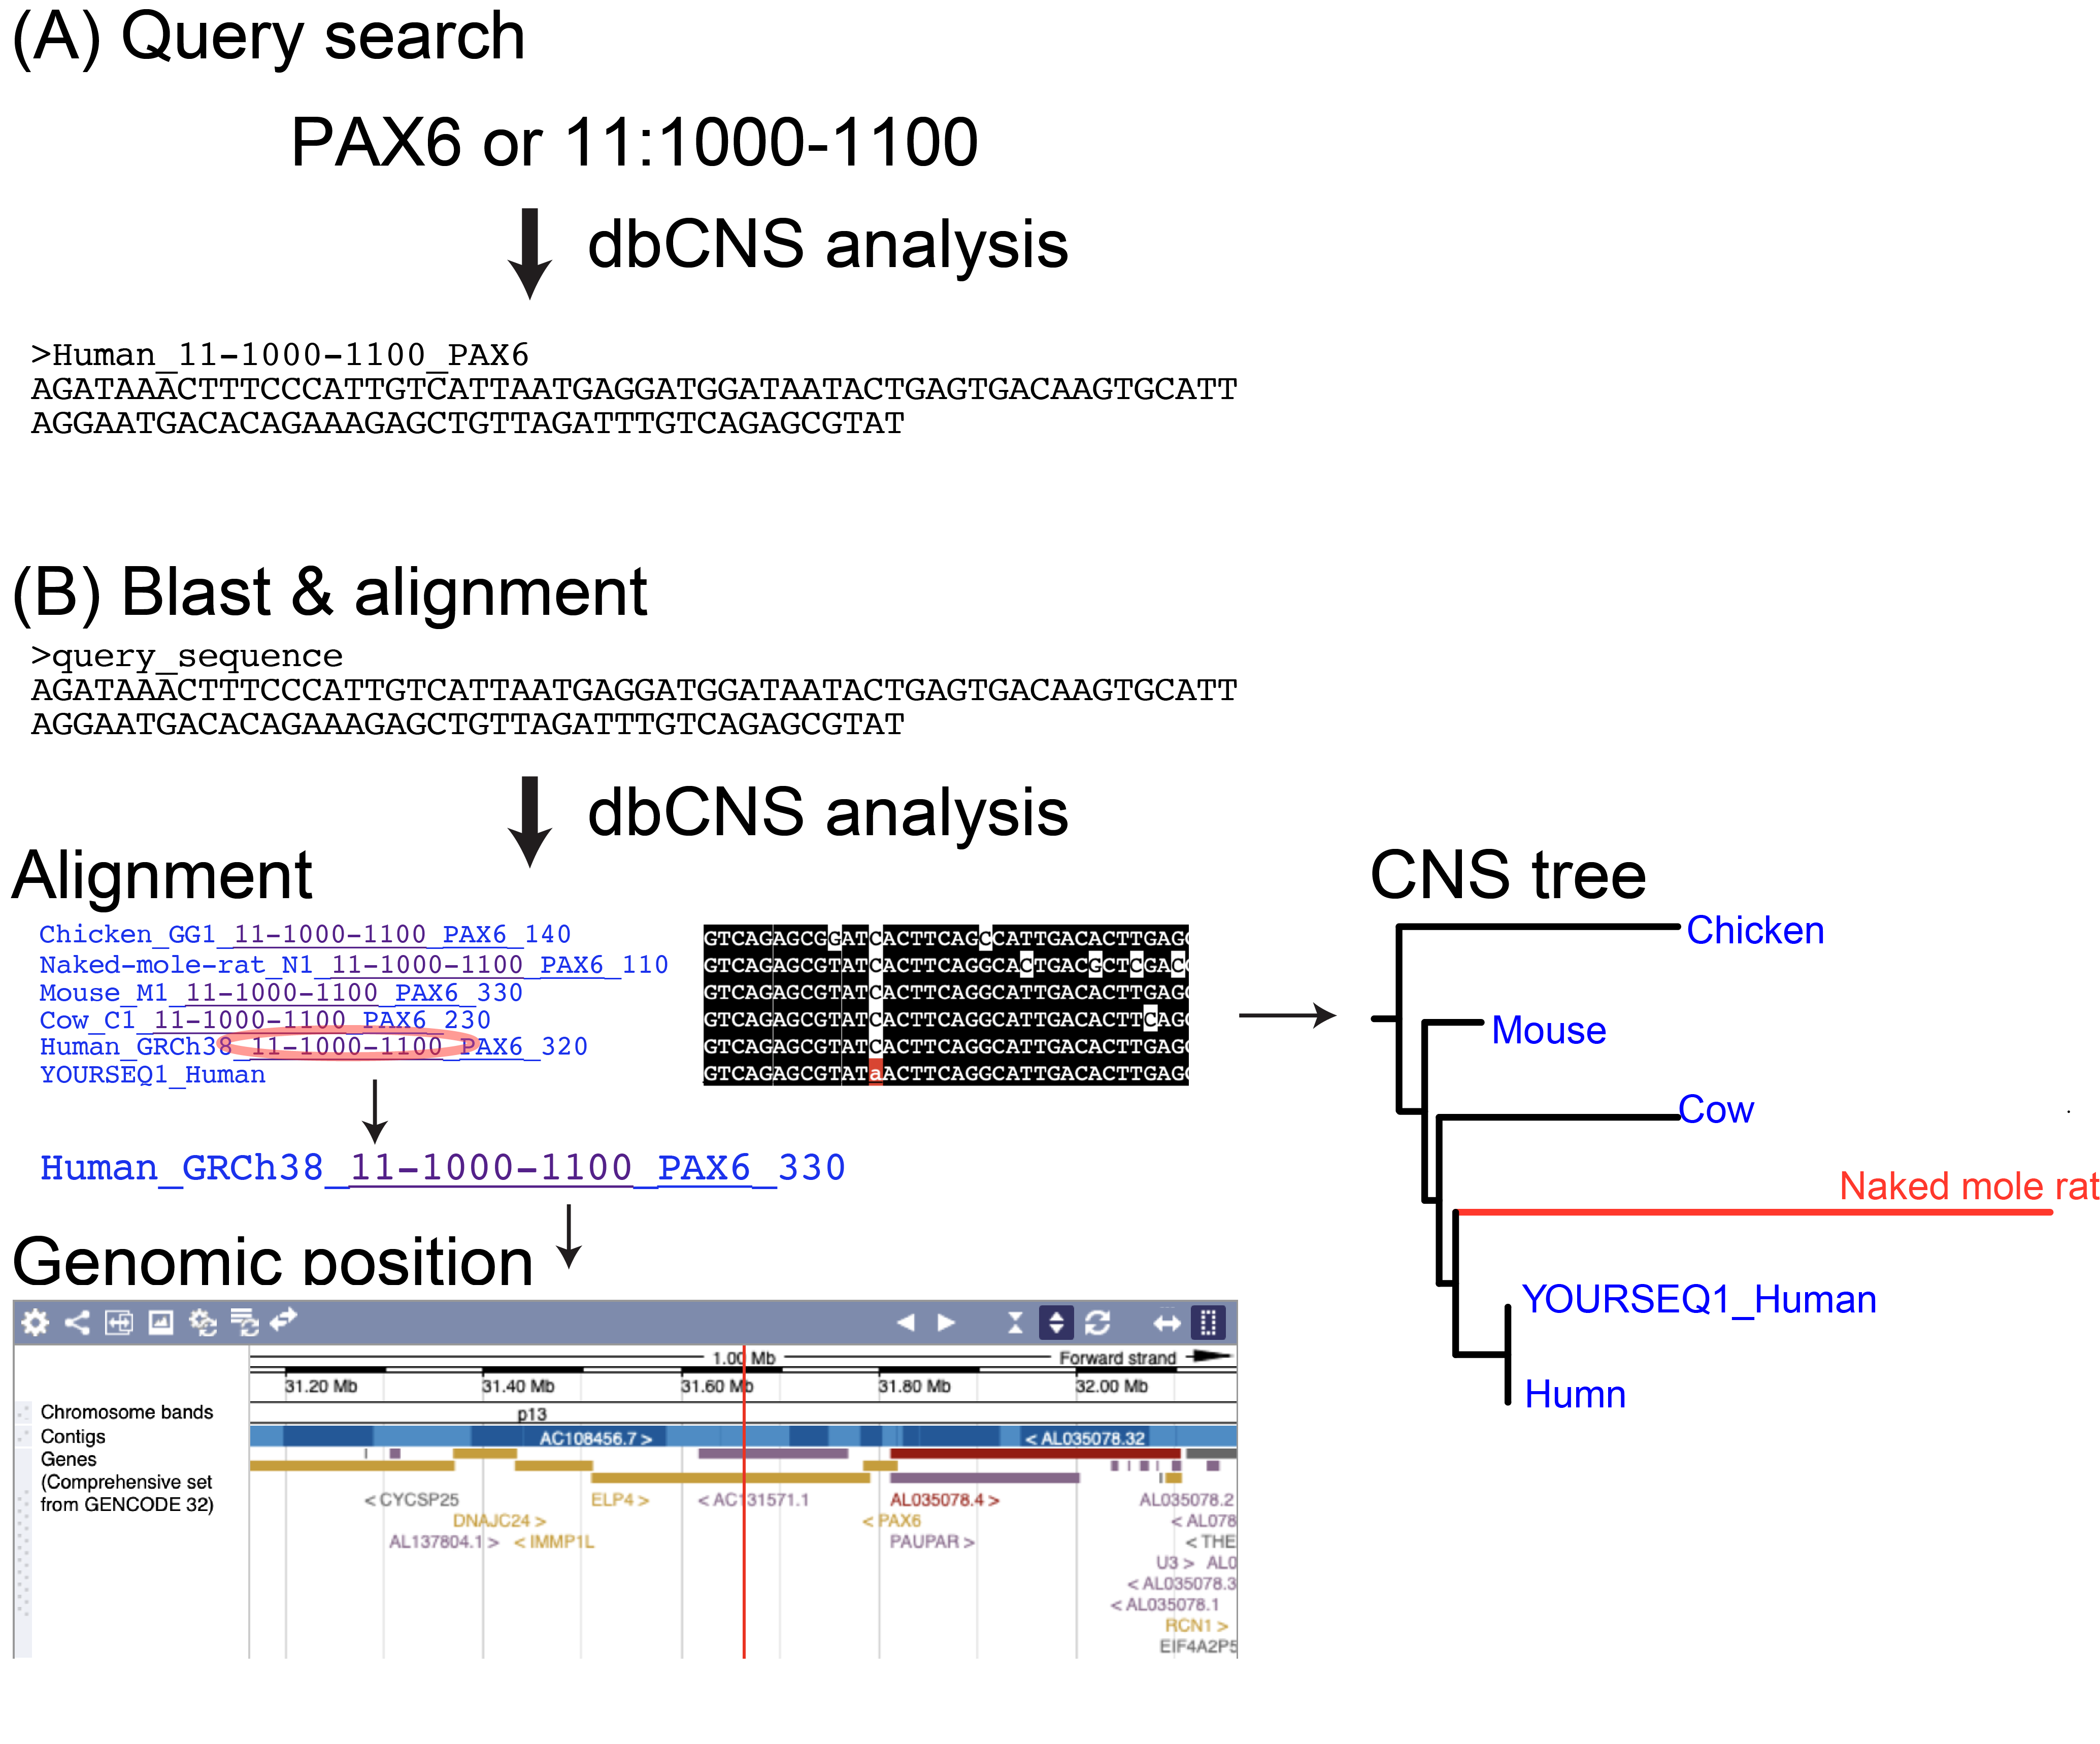 (A) Query search
PAX6 or 11:1000-1100
dbCNS analysis
>Human_11-1000-1100_PAX6
AGATAAACTTTCCCATTGTCATTAATGAGGATGGATAATACTGAGTGACAAGTGCATT
AGGAATGACACAGAAAGAGCTGTTAGATTTGTCAGAGCGTAT
(B) Blast & alignment
>query_sequence
AGATAAACTTTCCCATTGTCATTAATGAGGATGGATAATACTGAGTGACAAGTGCATT
AGGAATGACACAGAAAGAGCTGTTAGATTTGTCAGAGCGTAT
dbCNS analysis
Alignment
Chicken_GG1_11-1000-1100_PAX6_140
Naked-mole-rat_N1_11-1000-1100_PAX6_110
Mouse_M1_11-1000-1100_PAX6_330
Cow_C1_11-1000-1100_PAX6_230
Human_GRCh38_11-1000-1100_PAX6_320
YOURSEQ1_Human
GTCAGAGCGGATCACTTCAGCCATTGACACTTGAG
GTCAGAGCGTATCACTTCAGGCACTGACGCTCGAC
GTCAGAGCGTATCACTTCAGGCATTGACACTTGAG
GTCAGAGCGTATCACTTCAGGCATTGACACTTCAG
GTCAGAGCGTATCACTTCAGGCATTGACACTTGAG
GTCAGAGCGTATaACTTCAGGCATTGACACTTGAG
Human_GRCh38_11-1000-1100_PAX6_330
CNS tree
Chicken
Mouse
Cow
Naked mole rat
YOURSEQ1_Human
Humn
Genomic position
1.00 Mb
Forward strand
31.20 Mb 31.40 Mb 31.60 Mb 31.80 Mb 32.00 Mb
Chromosome bands
p13
Contigs
AC108456.7 >
< AL035078.32
Genes
(Comprehensive set
from GENCODE 32)
< CYCSP25 ELP4 > < AC131571.1 AL035078.4 > AL035078.2
DNAJC24 > < PAX6 < AL078
AL137804.1 > < IMMP1L PAUPAR > < THE
U3 > AL0
< AL035078.3
< AL035078.1
RCN1 >
EIF4A2P5